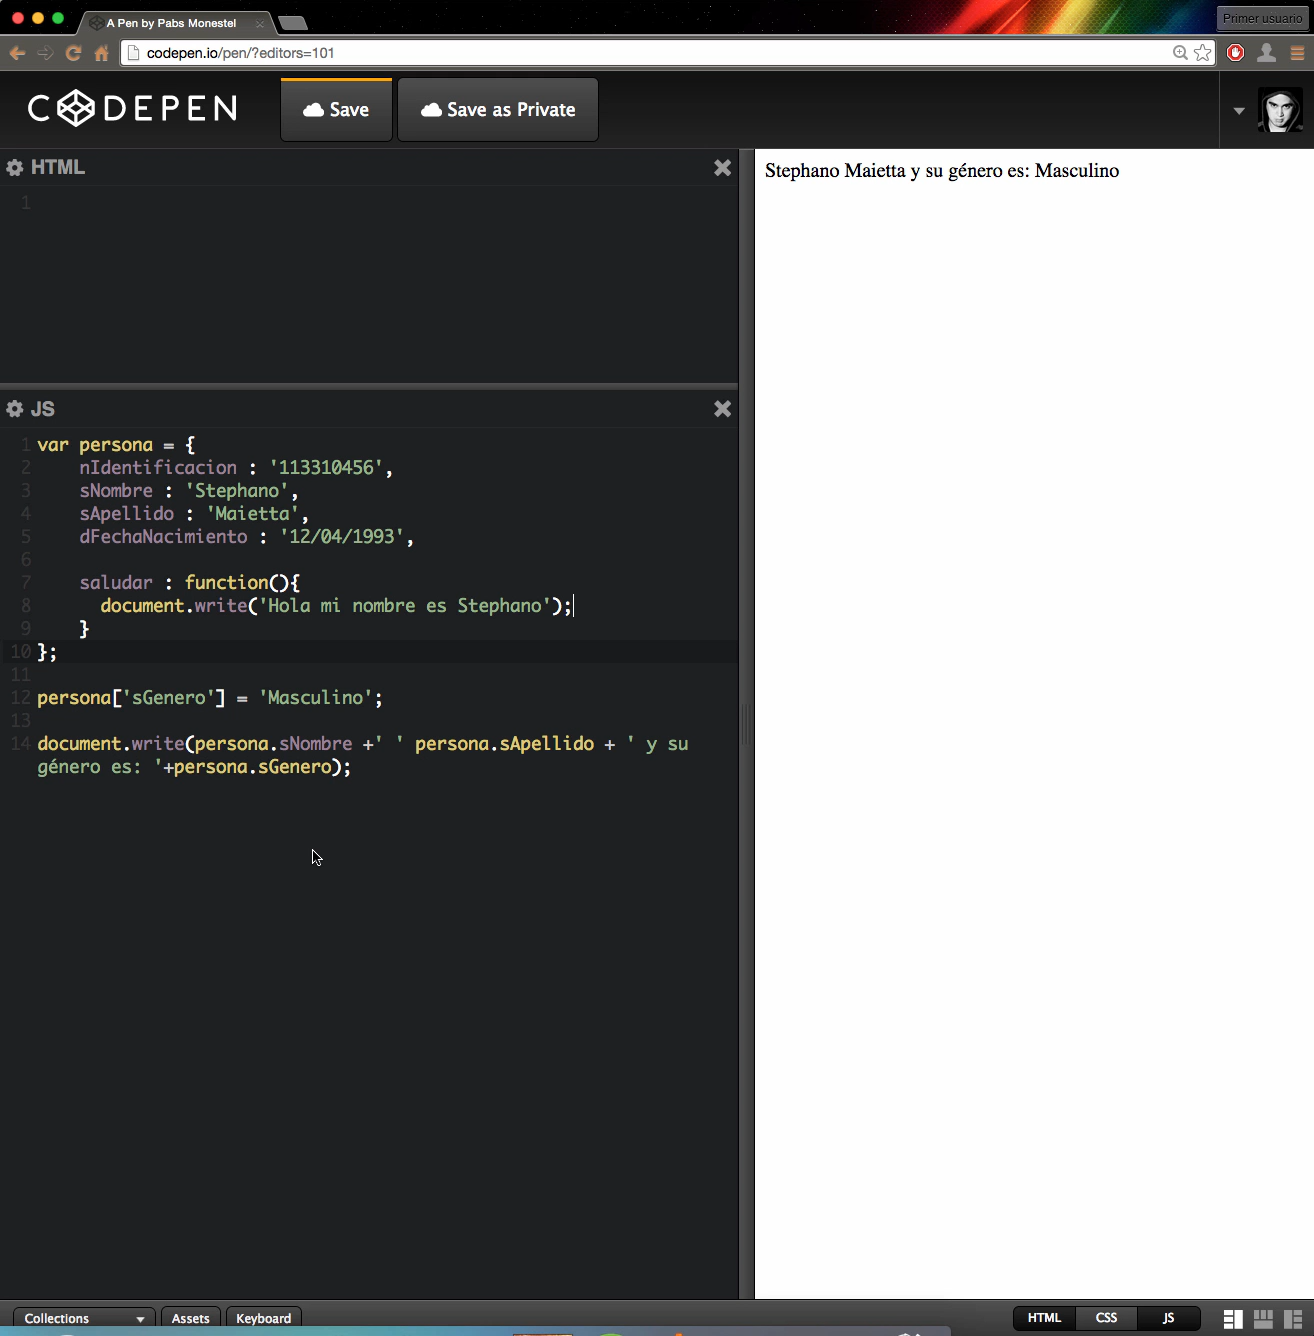 A Pen by Pabs Monestel
Primer usuario
codepen.io/pen/?editors=101
CODEPEN
Save
Save as Private
HTML
1
Stephano Maietta y su género es: Masculino
JS
1 var persona = {
2 nIdentificacion : '113310456',
3 sNombre : 'Stephano',
4 sApellido : 'Maietta',
5 dFechaNacimiento : '12/04/1993',
6
7 saludar : function(){
8 document.write('Hola mi nombre es Stephano');
9 }
10 };
11
12 persona['sGenero'] = 'Masculino';
13
14 document.write(persona.sNombre +' ' persona.sApellido + ' y su
género es: '+persona.sGenero);
Collections
Assets
Keyboard
HTML
CSS
JS